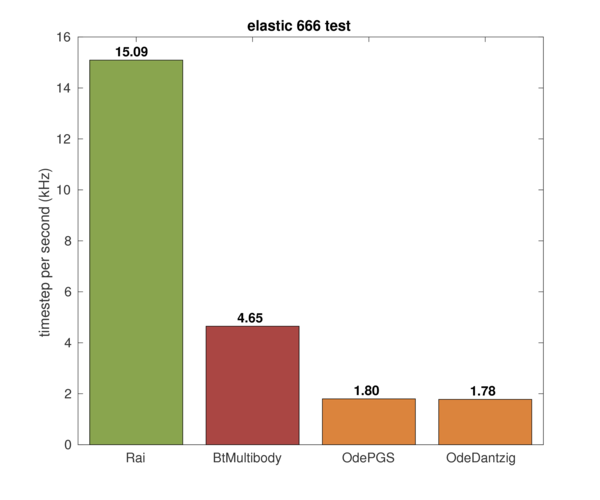 elastic 666 test
timestep per second (kHz)
16
14
12
10
8
6
4
2
0
15.09
4.65
1.80
1.78
Rai
BtMultibody
OdePGS
OdeDantzig